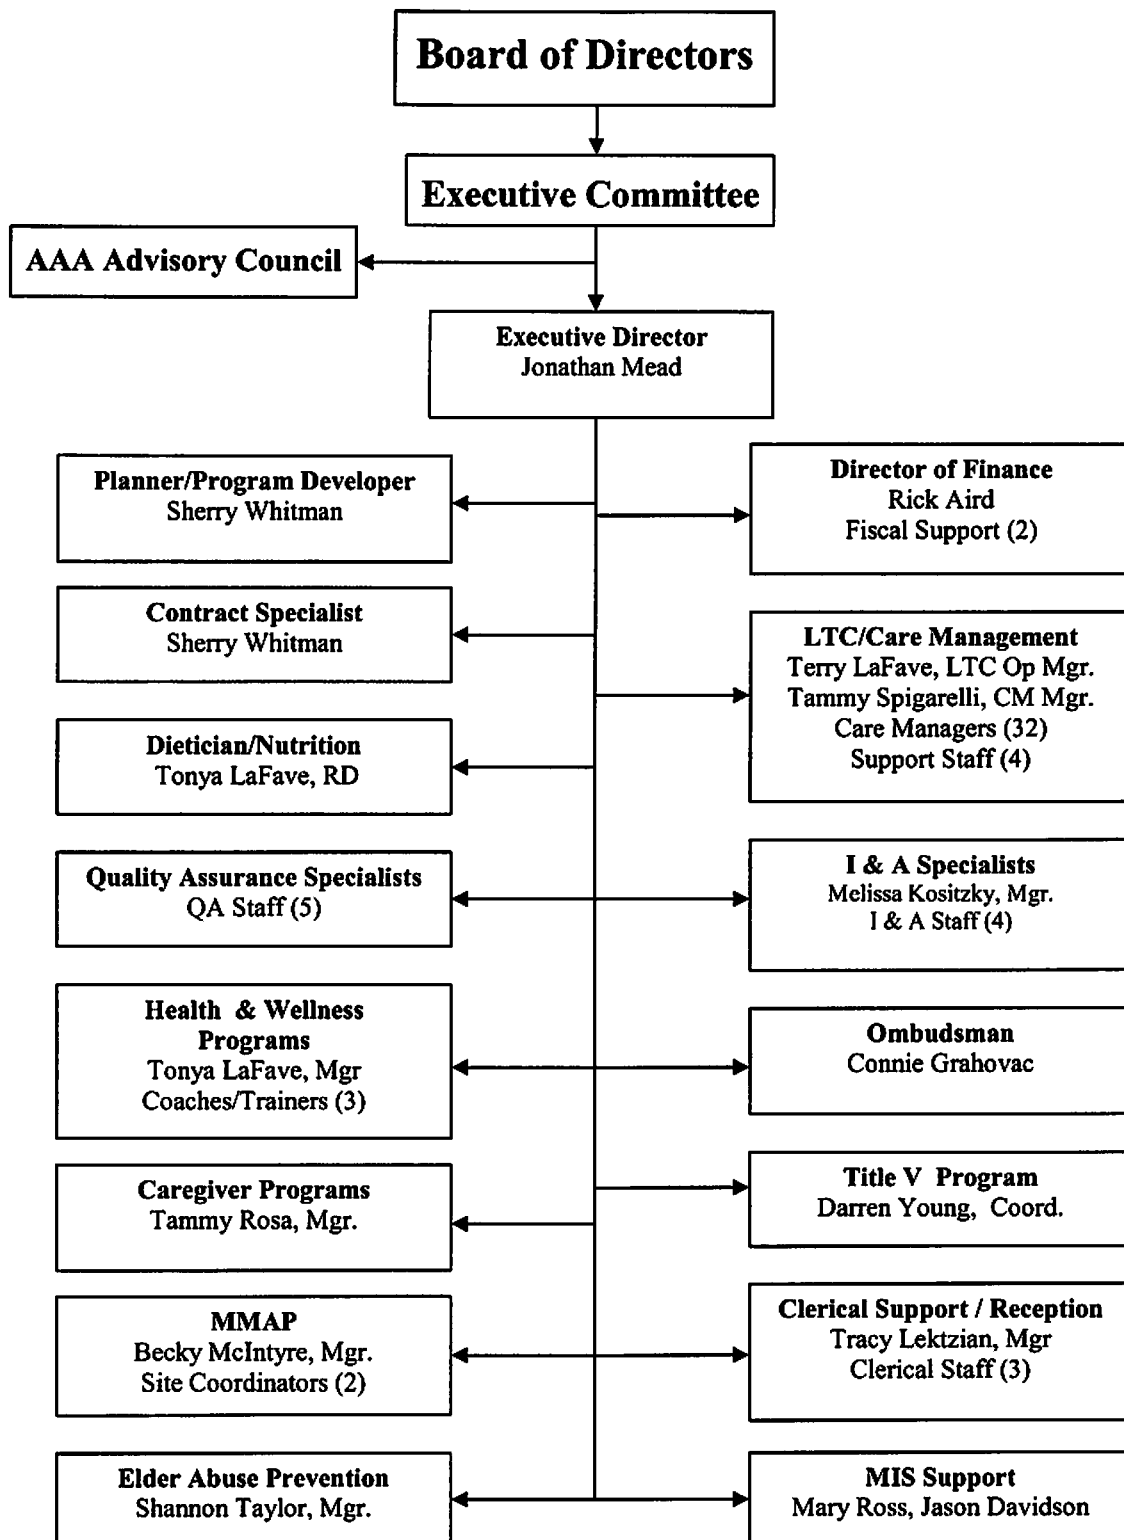 Board of Directors
Executive Committee
AAA Advisory Council
Executive Director
Jonathan Mead
Planner/Program Developer
Sherry Whitman
Director of Finance
Rick Aird
Fiscal Support (2)
Contract Specialist
Sherry Whitman
LTC/Care Management
Terry LaFave, LTC Op Mgr.
Tammy Spigarelli, CM Mgr.
Care Managers (32)
Support Staff (4)
Dietician/Nutrition
Tonya LaFave, RD
Quality Assurance Specialists
QA Staff (5)
I & A Specialists
Melissa Kositzky, Mgr.
I & A Staff (4)
Health & Wellness
Programs
Tonya LaFave, Mgr
Coaches/Trainers (3)
Ombudsman
Connie Grahovac
Caregiver Programs
Tammy Rosa, Mgr.
Title V Program
Darren Young, Coord.
MMAP
Becky McIntyre, Mgr.
Site Coordinators (2)
Clerical Support / Reception
Tracy Lektzian, Mgr
Clerical Staff (3)
Elder Abuse Prevention
Shannon Taylor, Mgr.
MIS Support
Mary Ross, Jason Davidson